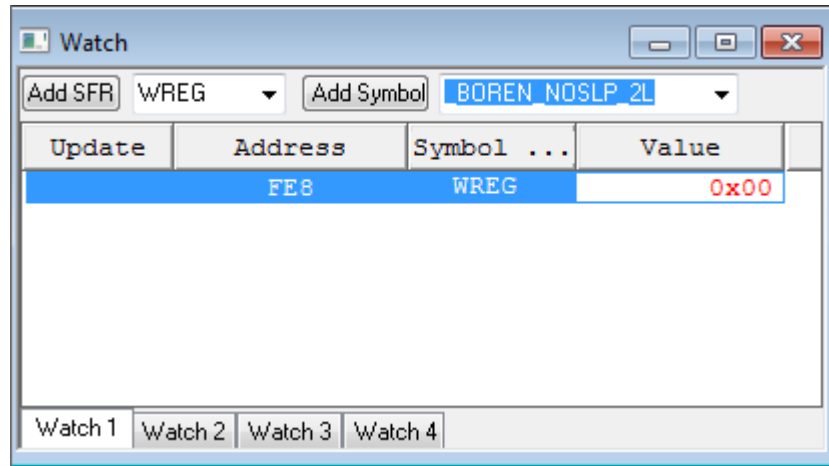 Watch
Add SFR WREG Add Symbol _BOREN_NOSLP_2L
Update Address Symbol ... Value
FE8 WREG 0x00
Watch 1 Watch 2 Watch 3 Watch 4